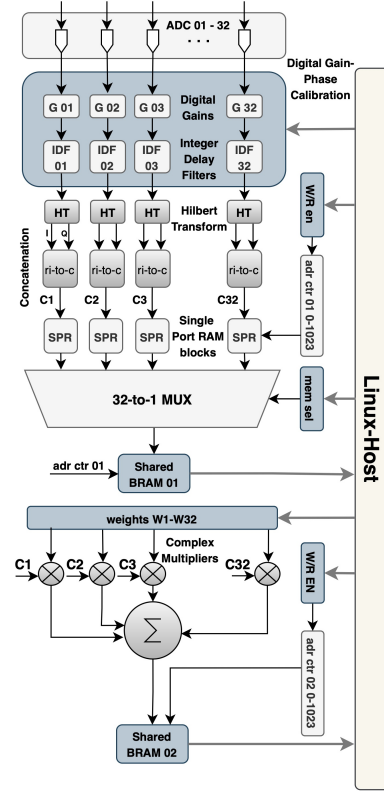 ADC 01 - 32
. . .
Digital Gain-
Phase
Calibration
G 01
G 02
G 03
Digital
Gains
G 32
IDF
01
IDF
02
IDF
03
Integer
Delay
Filters
IDF
32
W/R en
HT
HT
HT
Hilbert
Transform
HT
I
Q
Concatenation
ri-to-c
ri-to-c
ri-to-c
ri-to-c
adr ctr 01 0-1023
C1
C2
C3
C32
SPR
SPR
SPR
Single
Port RAM
blocks
SPR
32-to-1 MUX
mem sel
Linux-Host
adr ctr 01
Shared
BRAM 01
weights W1-W32
Complex
Multipliers
C1
C2
C3
C32
W/R EN
Σ
adr ctr 02 0-1023
Shared
BRAM 02